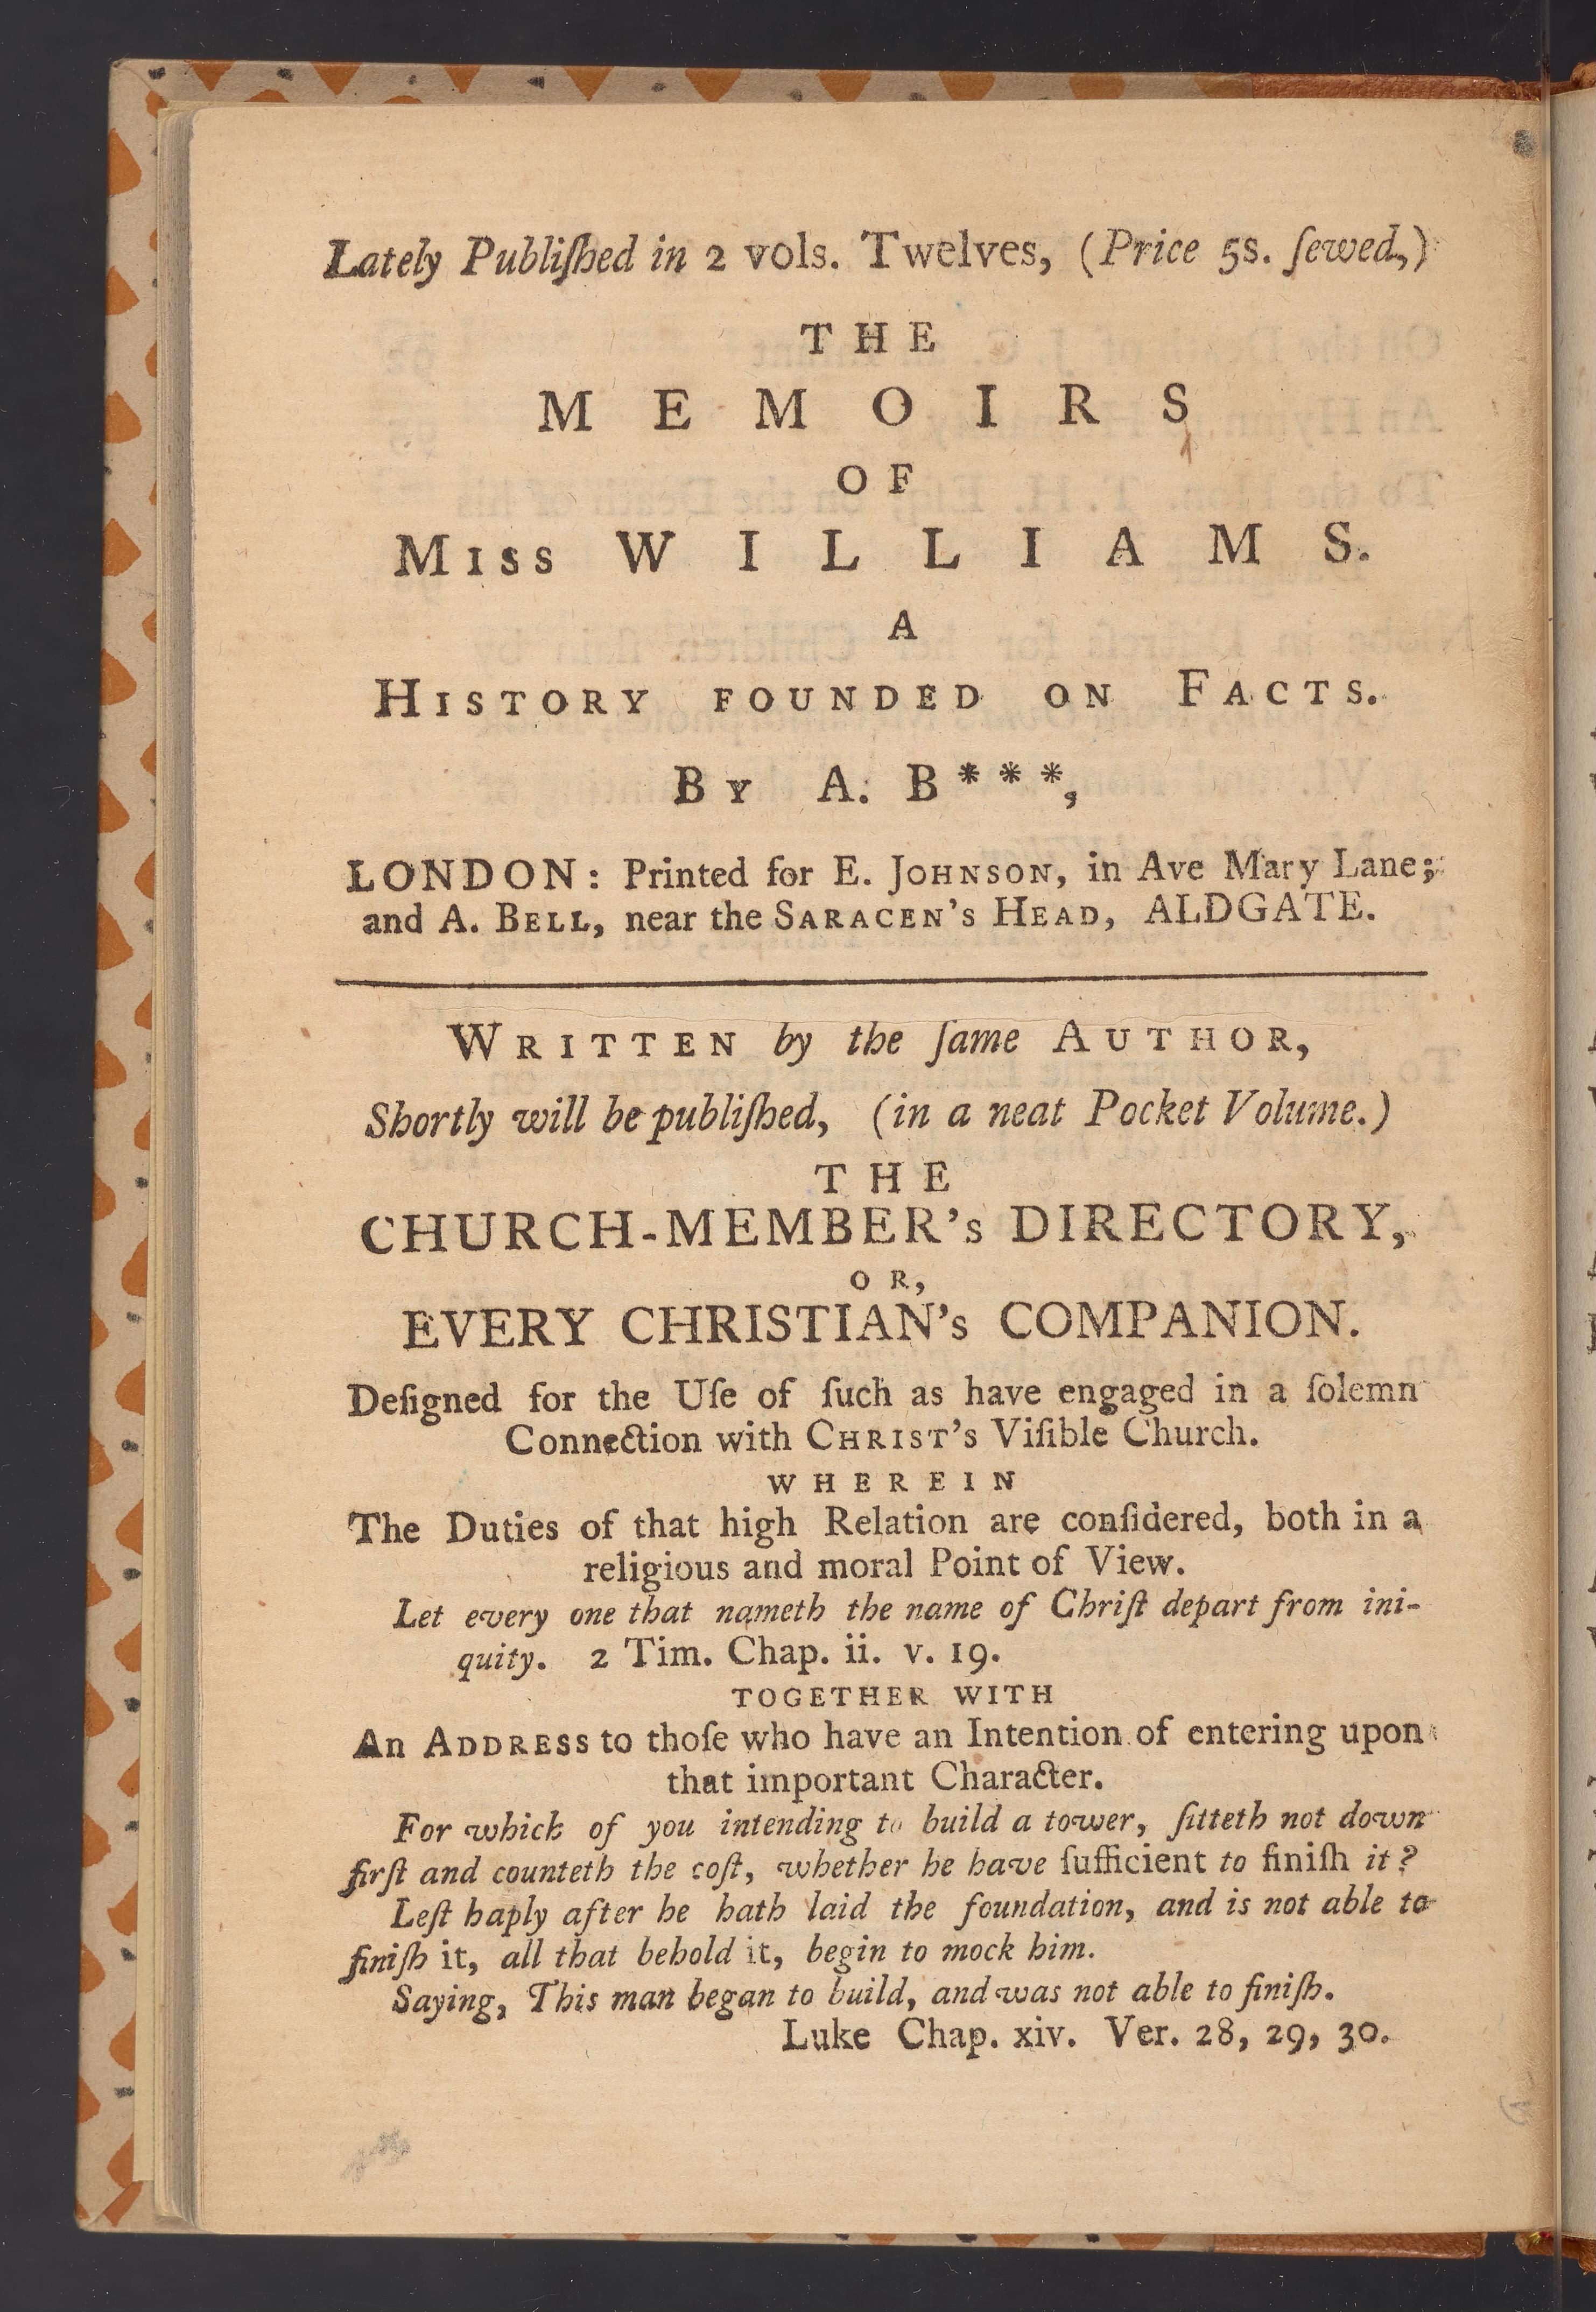 Lately Publiſhed in 2 vols. Twelves, (Price 5s. ſewed,)
THE
MEMOIRS
OF
MISS WILLIAMS.
A
HISTORY FOUNDED ON FACTS.
BY A. B***,
LONDON: Printed for E. JOHNSON, in Ave Mary Lane;
and A. BELL, near the SARACEN's HEAD, ALDGATE.
WRITTEN by the ſame AUTHOR,
Shortly will be publiſhed, (in a neat Pocket Volume.)
THE
CHURCH-MEMBER's DIRECTORY,
OR,
EVERY CHRISTIAN's COMPANION.
Deſigned for the Uſe of ſuch as have engaged in a ſolemn
Connection with CHRIST's Viſible Church.
WHEREIN
The Duties of that high Relation are conſidered, both in a
religious and moral Point of View.
Let every one that nameth the name of Chriſt depart from ini-
quity. 2 Tim. Chap. ii. v. 19.
TOGETHER WITH
An ADDRESS to thoſe who have an Intention of entering upon
that important Character.
For which of you intending to build a tower, ſitteth not down
firſt and counteth the coſt, whether he have ſufficient to finiſh it?
Leſt haply after he hath laid the foundation, and is not able to
finiſh it, all that behold it, begin to mock him.
Saying, This man began to build, and was not able to finiſh.
Luke Chap. xiv. Ver. 28, 29, 30.